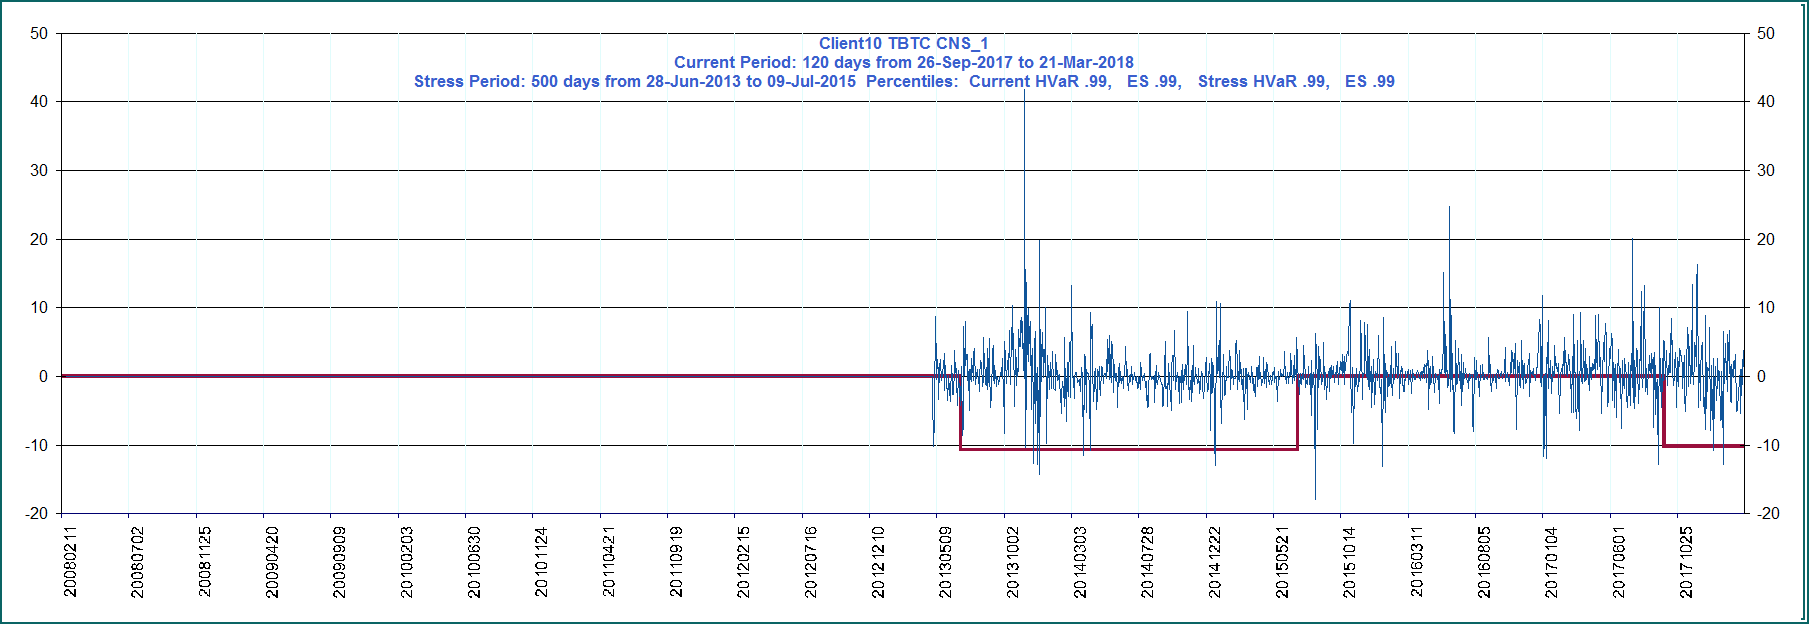 Client10 TBTC CNS_1
Current Period: 120 days from 26-Sep-2017 to 21-Mar-2018
Stress Period: 500 days from 28-Jun-2013 to 09-Jul-2015  Percentiles:  Current HVaR .99,   ES .99,   Stress HVaR .99,   ES .99
50 50
40 40
30 30
20 20
10 10
0 0
-10 -10
-20 -20
20080211 20080702 20081125 20090420 20090909 20100203 20100630 20101124 20110421 20110919 20120215 20120716 20121210 20130509 20131002 20140303 20140728 20141222 20150521 20151014 20160311 20160805 20170104 20170601 20171025